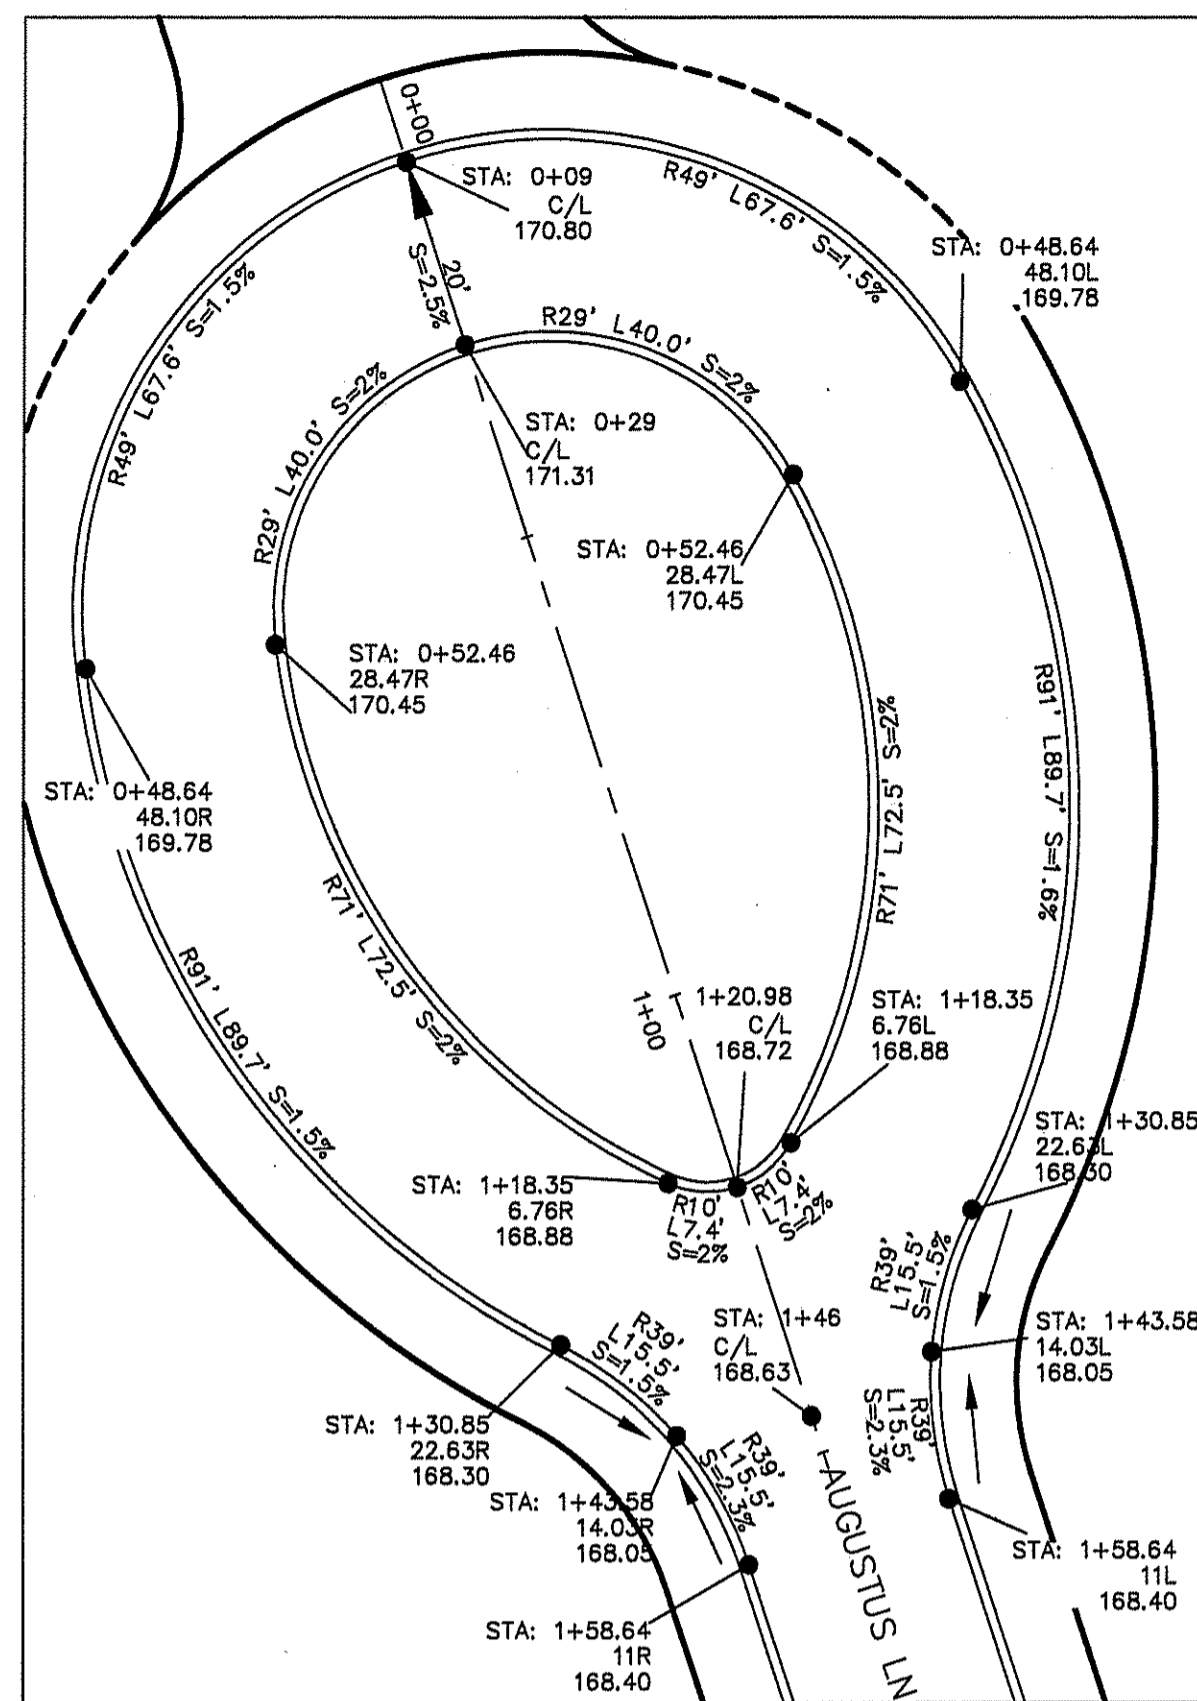 0+00
STA: 0+09
C/L
170.80
R49' L67.6' S=1.5%
STA: 0+48.64
48.10L
169.78
20'
S=2.5%
R49' L67.6' S=1.5%
R29' L40.0' S=2%
R29' L40.0' S=2%
STA: 0+29
C/L
171.31
STA: 0+52.46
28.47L
170.45
STA: 0+52.46
28.47R
170.45
STA: 0+48.64
48.10R
169.78
R91' L89.7' S=1.6%
R71' L72.5' S=2%
R71' L72.5' S=2%
R91' L89.7' S=1.5%
1+00
1+20.98
C/L
168.72
STA: 1+18.35
6.76L
168.88
STA: 1+30.85
22.63L
168.30
STA: 1+18.35
6.76R
168.88
R10'
L7.4'
S=2%
R10'
L7.4'
S=2%
R39'
L15.5'
S=1.5%
STA: 1+46
C/L
168.63
STA: 1+43.58
14.03L
168.05
R39'
L15.5'
S=1.5%
STA: 1+30.85
22.63R
168.30
R39'
L15.5'
S=2.3%
R39'
L15.5'
S=2.3%
STA: 1+43.58
14.03R
168.05
AUGUSTUS LN
STA: 1+58.64
11L
168.40
STA: 1+58.64
11R
168.40